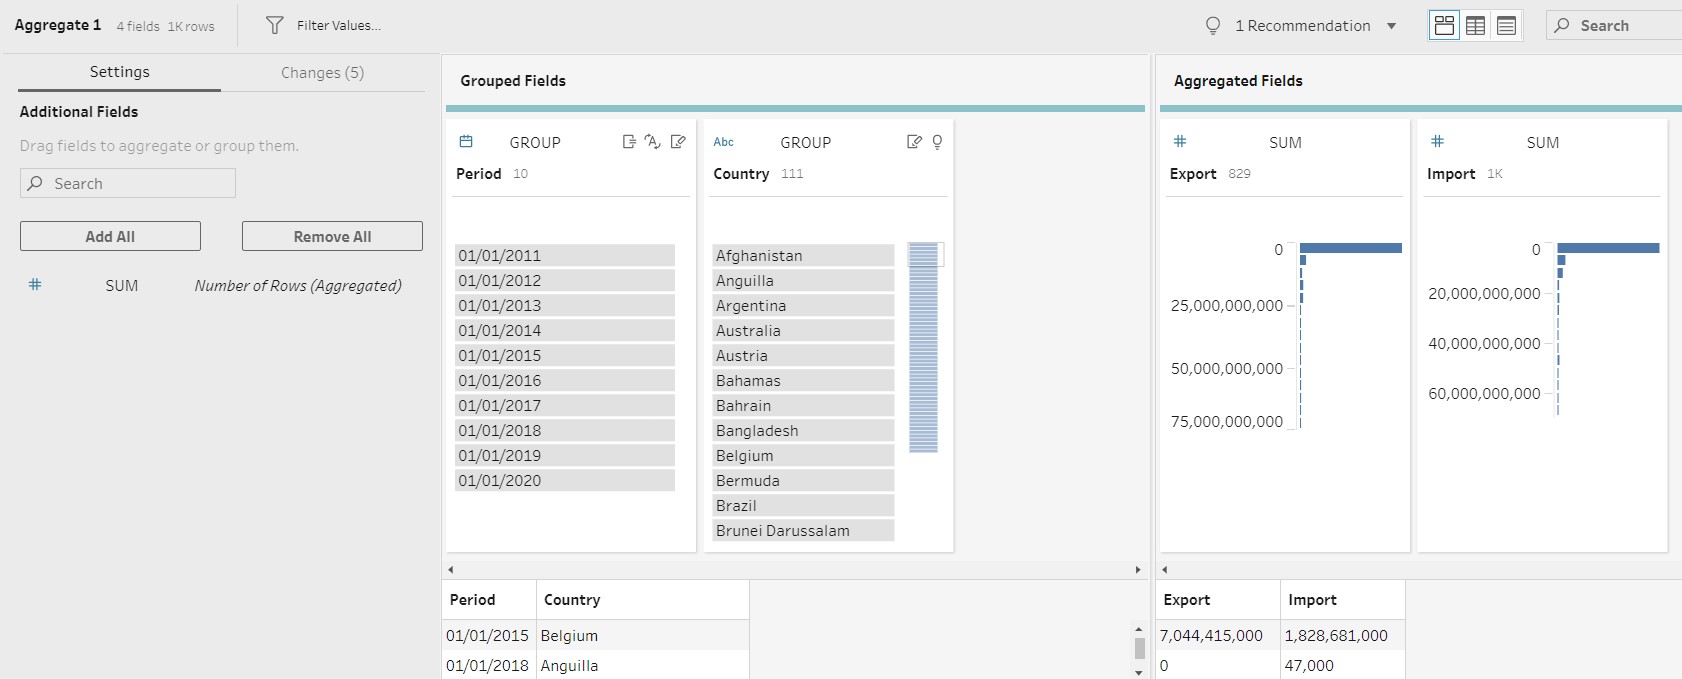 Aggregate 1 4 fields 1K rows Filter Values... 1 Recommendation Search
Settings Changes (5)
Additional Fields
Drag fields to aggregate or group them.
Search
Add All Remove All
# SUM Number of Rows (Aggregated)
Grouped Fields
GROUP
Period 10
01/01/2011
01/01/2012
01/01/2013
01/01/2014
01/01/2015
01/01/2016
01/01/2017
01/01/2018
01/01/2019
01/01/2020
Abc GROUP
Country 111
Afghanistan
Anguilla
Argentina
Australia
Austria
Bahamas
Bahrain
Bangladesh
Belgium
Bermuda
Brazil
Brunei Darussalam
Aggregated Fields
# SUM
Export 829
0
25,000,000,000
50,000,000,000
75,000,000,000
# SUM
Import 1K
0
20,000,000,000
40,000,000,000
60,000,000,000
Period Country
01/01/2015 Belgium
01/01/2018 Anguilla
Export Import
7,044,415,000 1,828,681,000
0 47,000